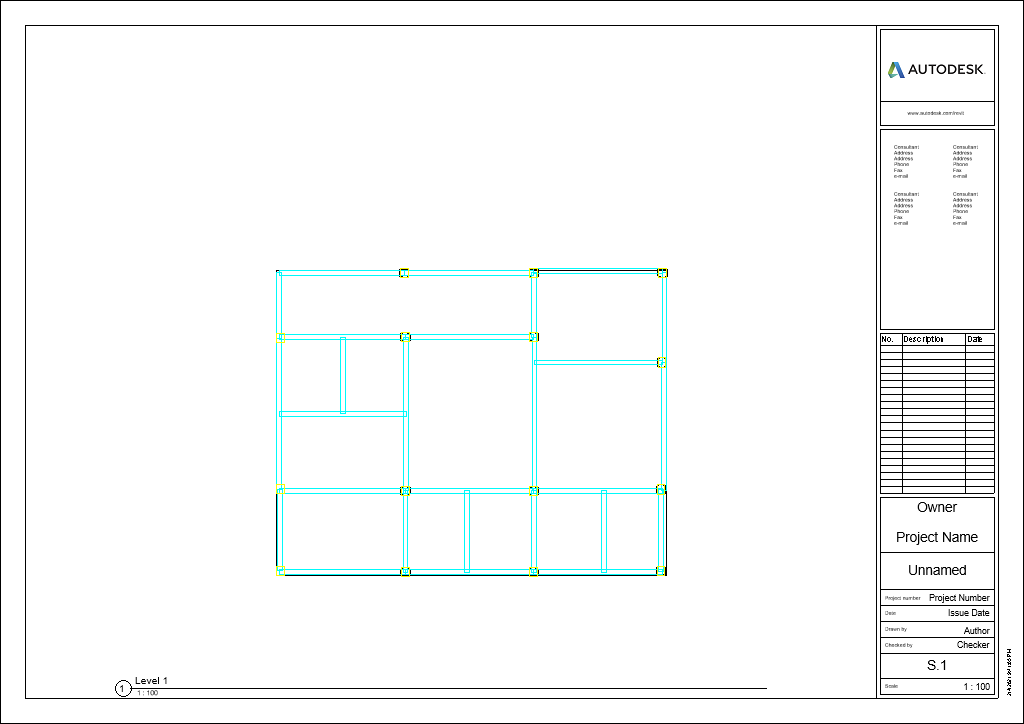 AUTODESK.
www.autodesk.com/revit
Consultant
Address
Address
Phone
Fax
e-mail
Consultant
Address
Address
Phone
Fax
e-mail
Consultant
Address
Address
Phone
Fax
e-mail
Consultant
Address
Address
Phone
Fax
e-mail
No. Description Date
Owner
Project Name
Unnamed
Project number Project Number
Date Issue Date
Drawn by Author
Checked by Checker
S.1
Scale 1 : 100
1 Level 1
1 : 100